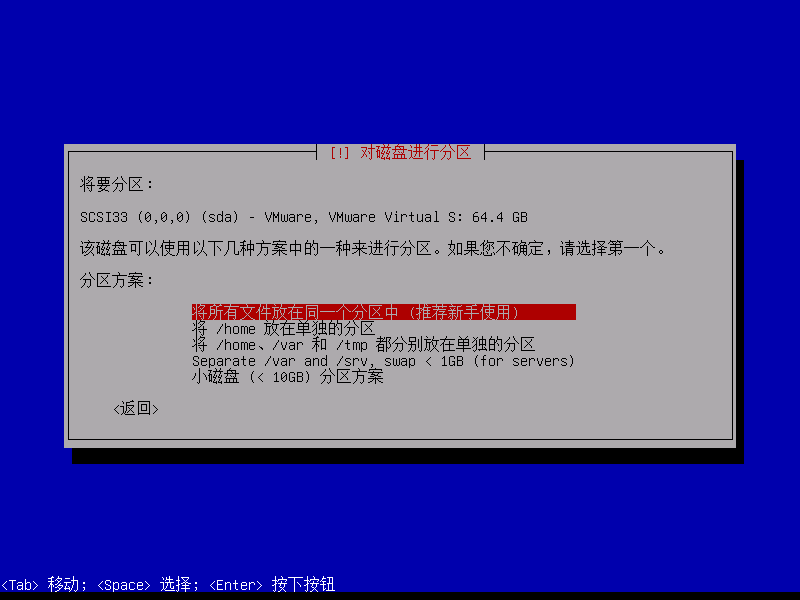 [!] 对磁盘进行分区
将要分区：
SCSI33 (0,0,0) (sda) - VMware, VMware Virtual S: 64.4 GB
该磁盘可以使用以下几种方案中的一种来进行分区。如果您不确定，请选择第一个。
分区方案：
将所有文件放在同一个分区中 (推荐新手使用)
将 /home 放在单独的分区
将 /home、/var 和 /tmp 都分别放在单独的分区
Separate /var and /srv, swap < 1GB (for servers)
小磁盘 (< 10GB) 分区方案
<返回>
<Tab> 移动; <Space> 选择; <Enter> 按下按钮